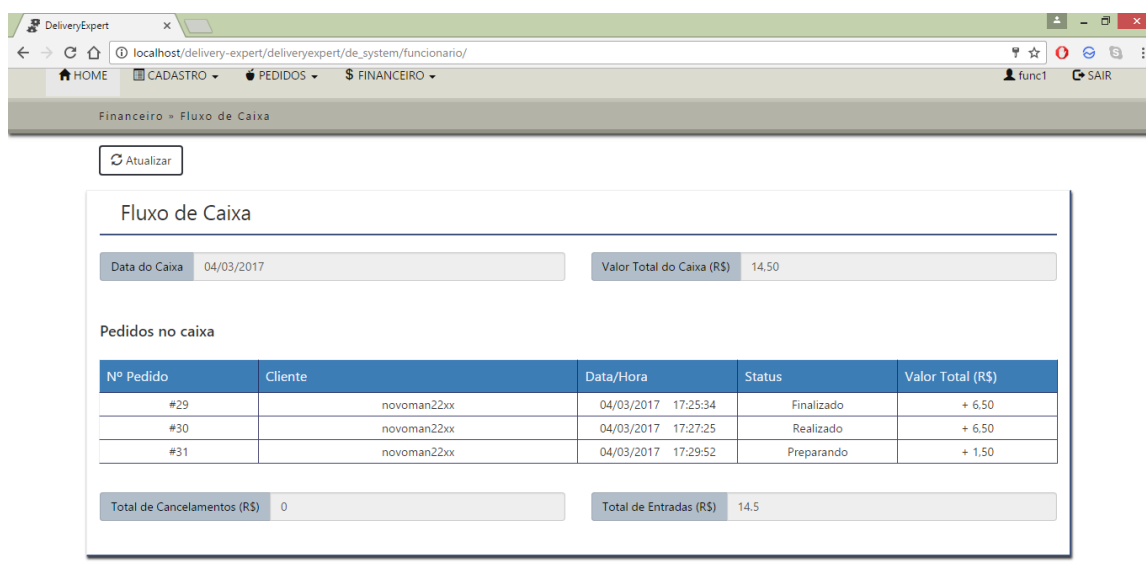 DeliveryExpert
localhost/delivery-expert/deliveryexpert/de_system/funcionario/
HOME CADASTRO PEDIDOS $ FINANCEIRO func1 SAIR
Financeiro » Fluxo de Caixa
Atualizar
Fluxo de Caixa
Data do Caixa 04/03/2017 Valor Total do Caixa (R$) 14,50
Pedidos no caixa
Nº Pedido Cliente Data/Hora Status Valor Total (R$)
#29 novoman22xx 04/03/2017 17:25:34 Finalizado + 6,50
#30 novoman22xx 04/03/2017 17:27:25 Realizado + 6,50
#31 novoman22xx 04/03/2017 17:29:52 Preparando + 1,50
Total de Cancelamentos (R$) 0 Total de Entradas (R$) 14.5